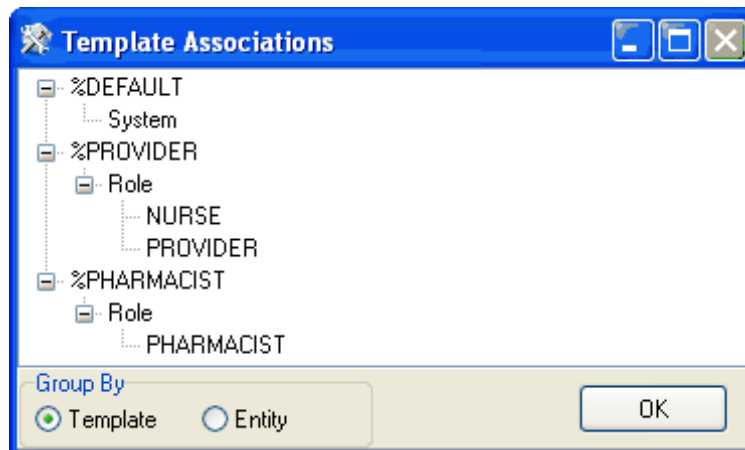 Template Associations
%DEFAULT
System
%PROVIDER
Role
NURSE
PROVIDER
%PHARMACIST
Role
PHARMACIST
Group By
Template Entity
OK